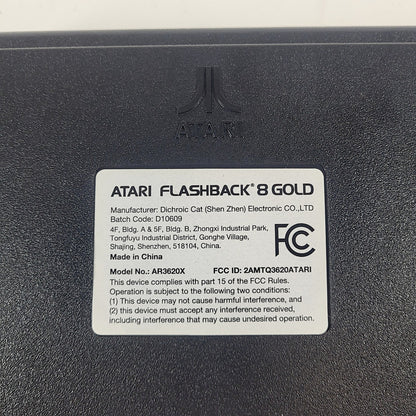 ATARI
ATARI FLASHBACK® 8 GOLD
Manufacturer: Dichroic Cat (Shen Zhen) Electronic CO.,LTD
Batch Code: D10609
4F, Bldg. A & 5F, Bldg. B, Zhongxi Industrial Park,
Tongfuyu Industrial District, Gonghe Village,
Shajing, Shenzhen, 518104, China.
Made in China
FC
Model No.: AR3620X FCC ID: 2AMTQ3620ATARI
This device complies with part 15 of the FCC Rules.
Operation is subject to the following two conditions:
(1) This device may not cause harmful interference, and
(2) this device must accept any interference received,
including interference that may cause undesired operation.